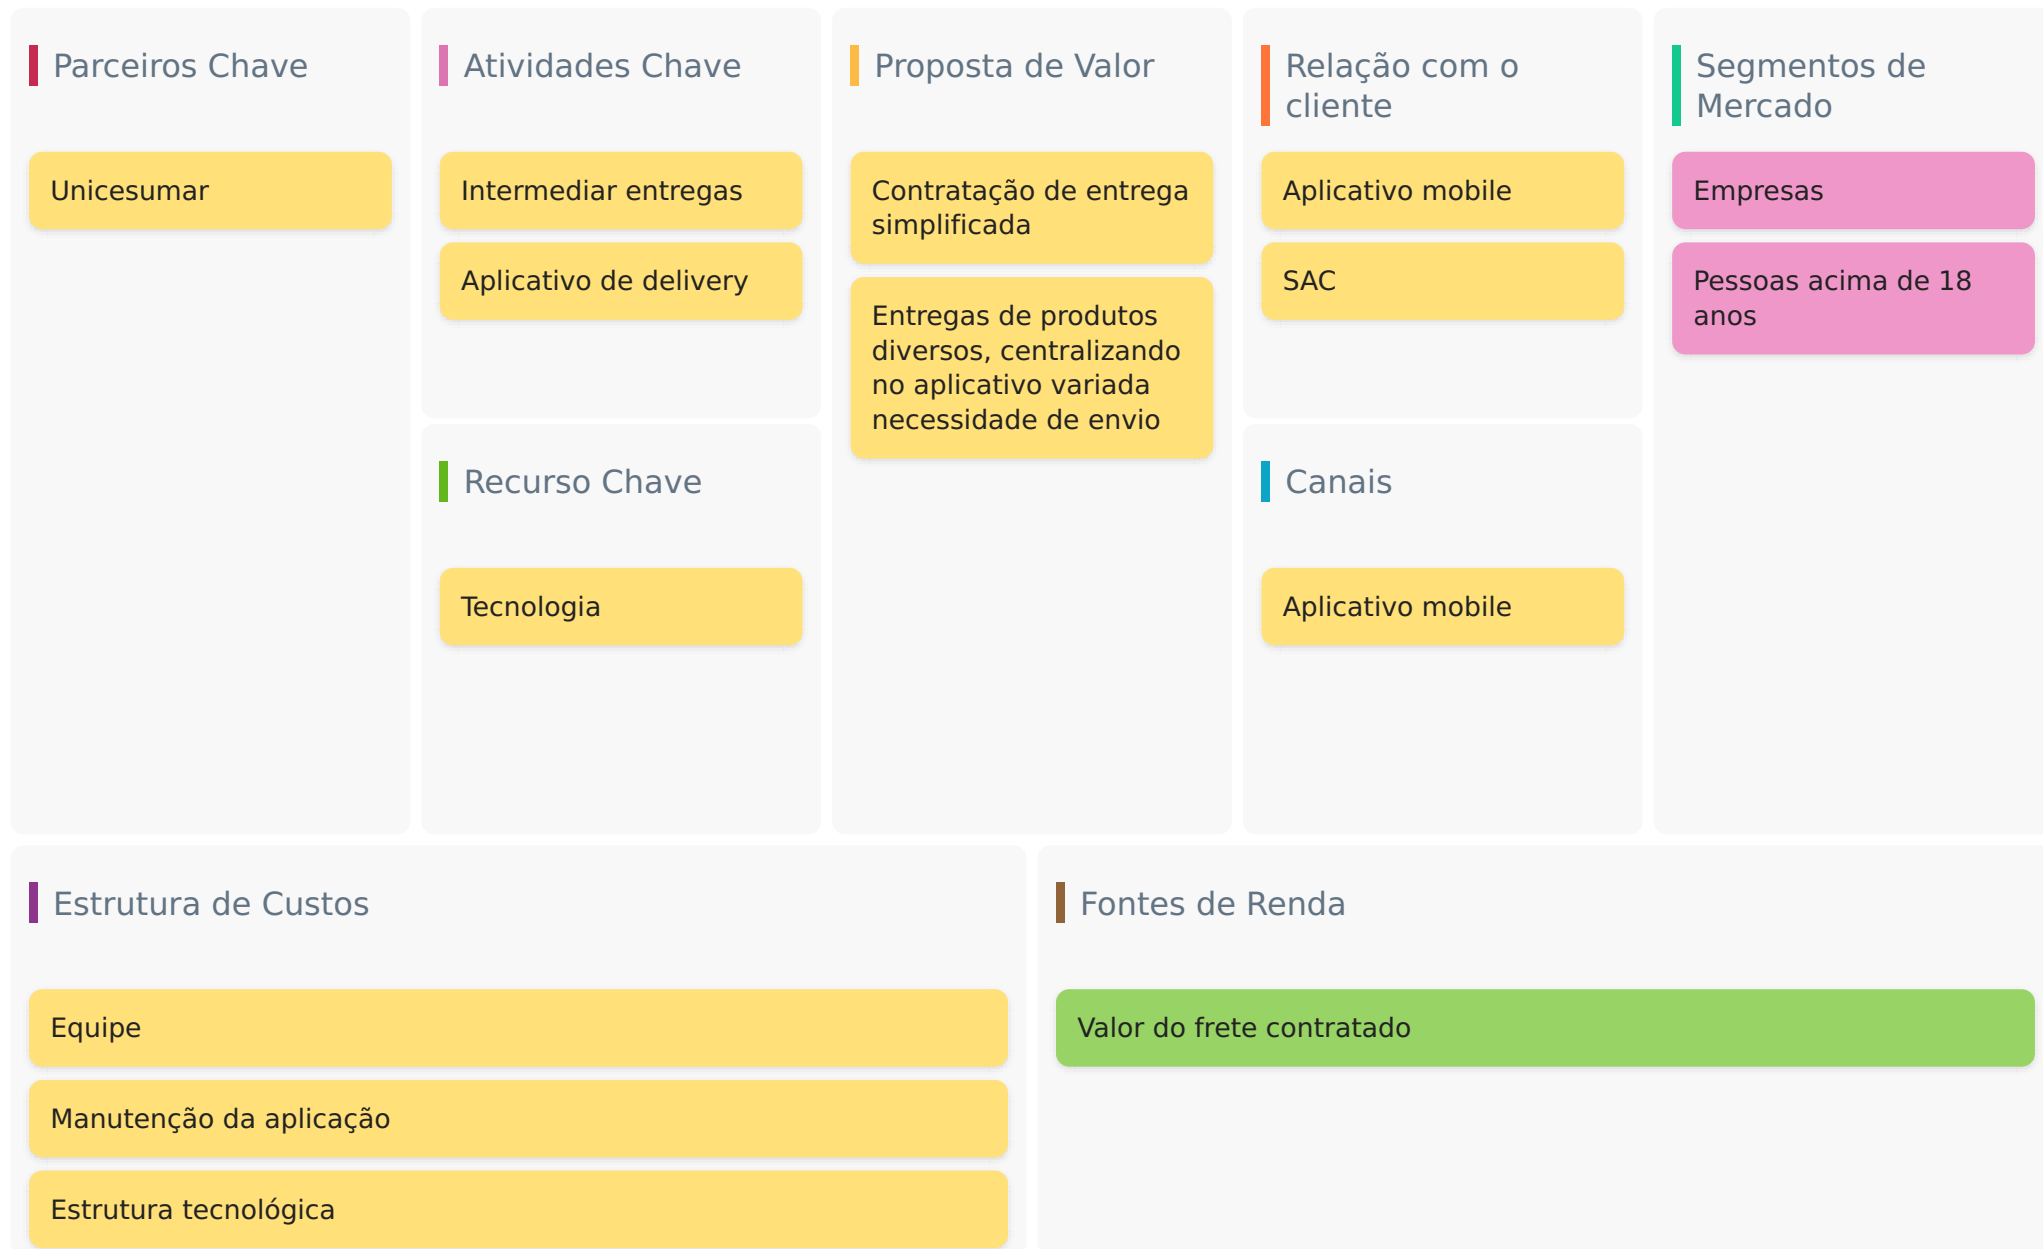 Parceiros Chave
Unicesumar
Atividades Chave
Intermediar entregas
Aplicativo de delivery
Recurso Chave
Tecnologia
Proposta de Valor
Contratação de entrega
simplificada
Entregas de produtos
diversos, centralizando
no aplicativo variada
necessidade de envio
Relação com o
cliente
Aplicativo mobile
SAC
Canais
Aplicativo mobile
Segmentos de
Mercado
Empresas
Pessoas acima de 18
anos
Estrutura de Custos
Equipe
Manutenção da aplicação
Estrutura tecnológica
Fontes de Renda
Valor do frete contratado